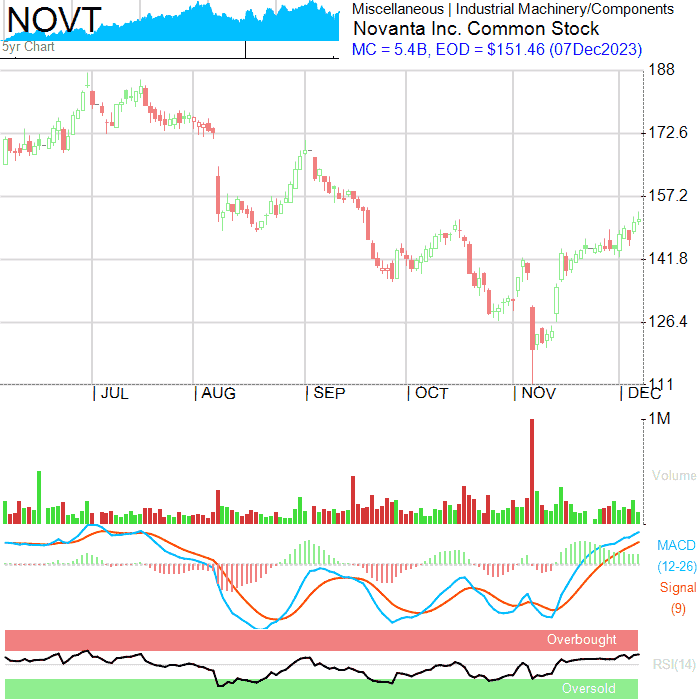 NOVT
5yr Chart
Miscellaneous | Industrial Machinery/Components
Novanta Inc. Common Stock
MC = 5.4B, EOD = $151.46 (07Dec2023)
188
172.6
157.2
141.8
126.4
111
| JUL | AUG | SEP | OCT | NOV | DEC
1M
Volume
MACD
(12-26)
Signal
(9)
Overbought
RSI(14)
Oversold